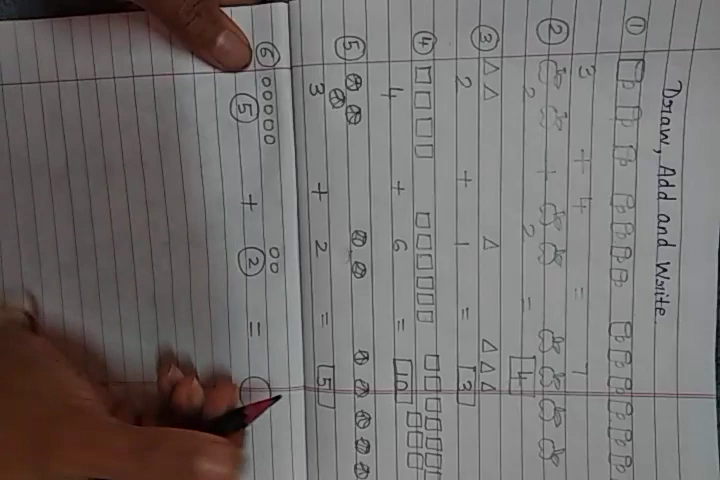 Draw, Add and Write.
1
3 + 4 = 7
2
2 + 2 = 4
3
2 + 1 = 3
4
4 + 6 = 10
5
3 + 2 = 5
6
5 + 2 =